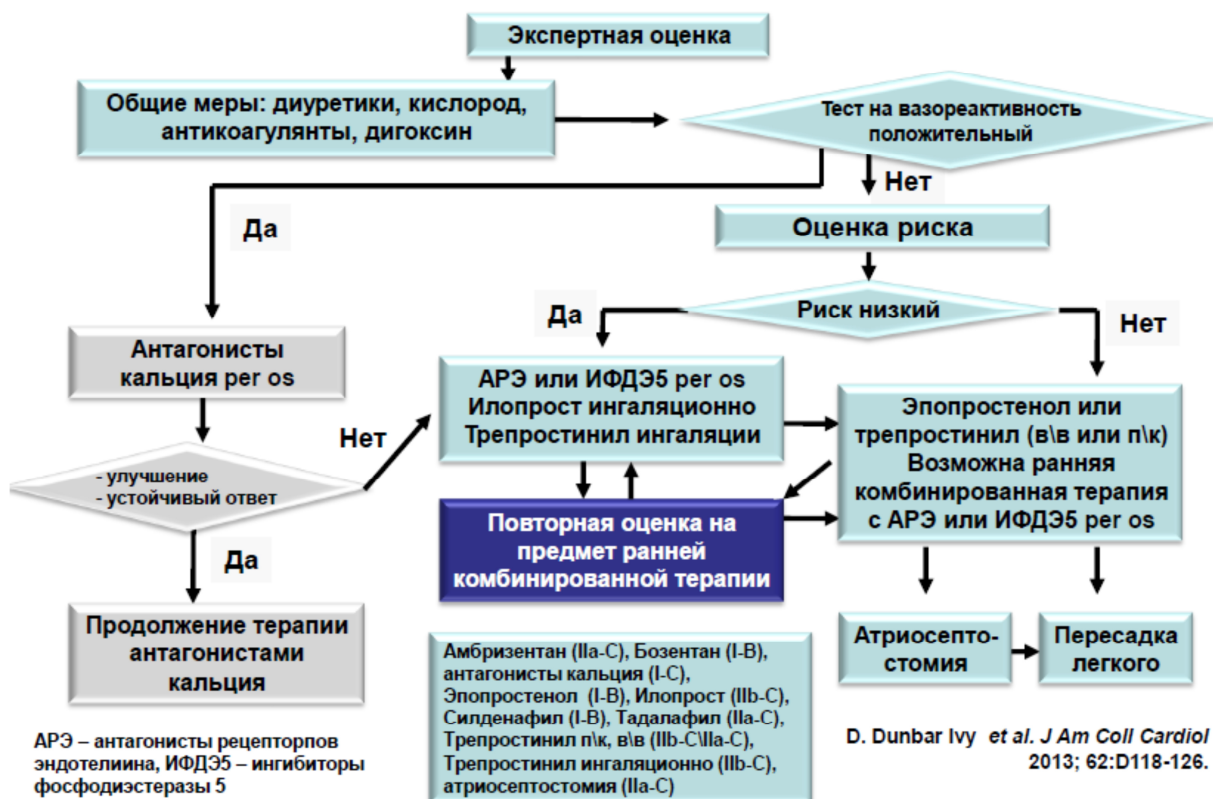 Экспертная оценка
Общие меры: диуретики, кислород,
антикоагулянты, дигоксин
Тест на вазореактивность
положительный
Да
Нет
Оценка риска
Риск низкий
Да
Нет
Антагонисты
кальция per os
- улучшение
- устойчивый ответ
Нет
Да
Продолжение терапии
антагонистами
кальция
АРЭ или ИФДЭ5 per os
Илопрост ингаляционно
Трепростинил ингаляции
Повторная оценка на
предмет ранней
комбинированной терапии
Эпопростенол или
трепростинил (в\в или п\к)
Возможна ранняя
комбинированная терапия
с АРЭ или ИФДЭ5 per os
Атриосепто-
стомия
Пересадка
легкого
Амбризентан (IIa-C), Бозентан (I-B),
антагонисты кальция (I-C),
Эпопростенол (I-B), Илопрост (IIb-C),
Силденафил (I-B), Тадалафил (IIa-C),
Трепростинил п\к, в\в (IIb-C\IIa-C),
Трепростинил ингаляционно (IIb-C),
атриосептостомия (IIa-C)
АРЭ – антагонисты рецепторпов
эндотелиина, ИФДЭ5 – ингибиторы
фосфодиэстеразы 5
D. Dunbar Ivy et al. J Am Coll Cardiol
2013; 62:D118-126.